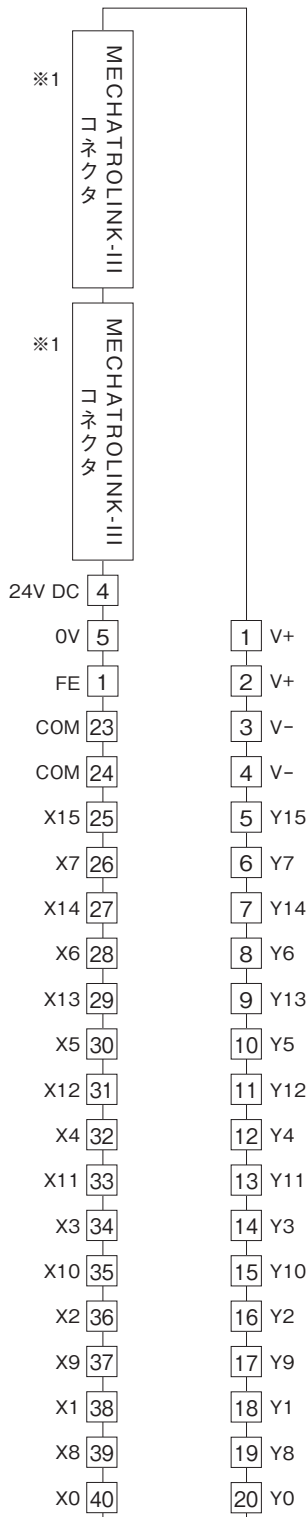 ※1
MECHATROLINK-III
コネクタ
※1
MECHATROLINK-III
コネクタ
24V DC 4
0V 5 1 V+
FE 1 2 V+
COM 23 3 V−
COM 24 4 V−
X15 25 5 Y15
X7 26 6 Y7
X14 27 7 Y14
X6 28 8 Y6
X13 29 9 Y13
X5 30 10 Y5
X12 31 11 Y12
X4 32 12 Y4
X11 33 13 Y11
X3 34 14 Y3
X10 35 15 Y10
X2 36 16 Y2
X9 37 17 Y9
X1 38 18 Y1
X8 39 19 Y8
X0 40 20 Y0